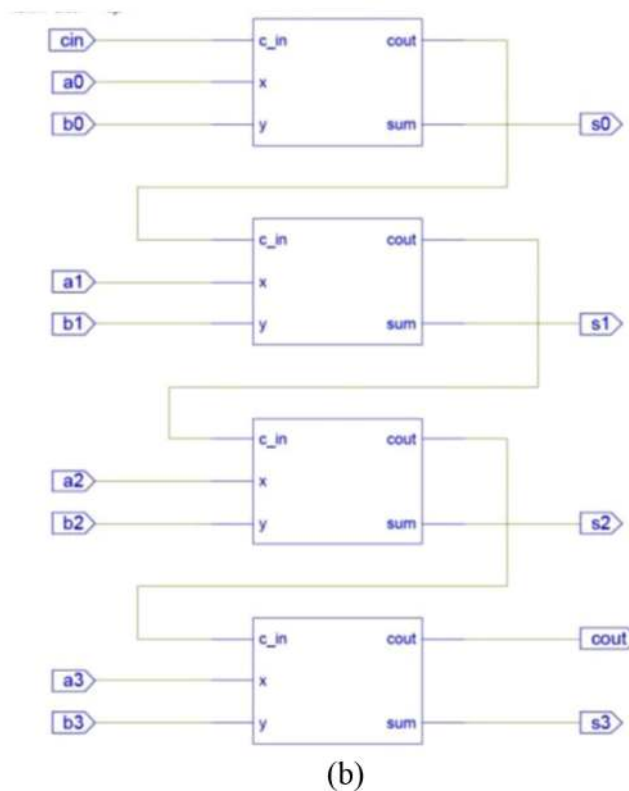 cin c_in cout
a0 x
b0 y sum s0
c_in cout
a1 x
b1 y sum s1
c_in cout
a2 x
b2 y sum s2
c_in cout cout
a3 x
b3 y sum s3
(b)